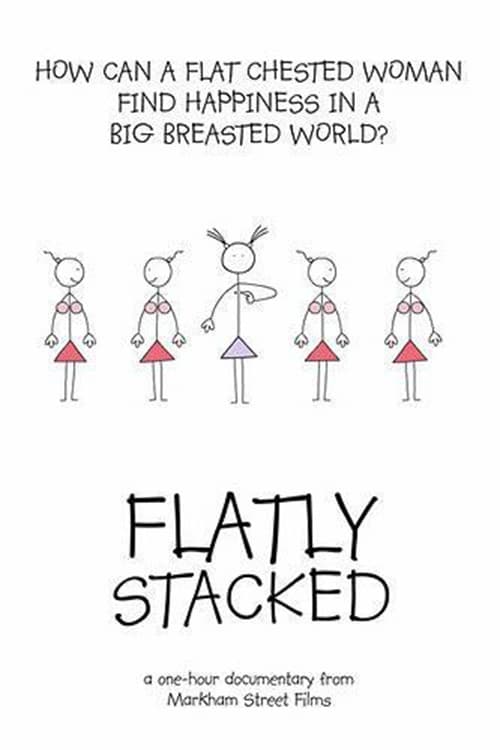 HOW CAN A FLAT CHESTED WOMAN
FIND HAPPINESS IN A
BIG BREASTED WORLD?
FLATLY
STACKED
a one-hour documentary from
Markham Street Films